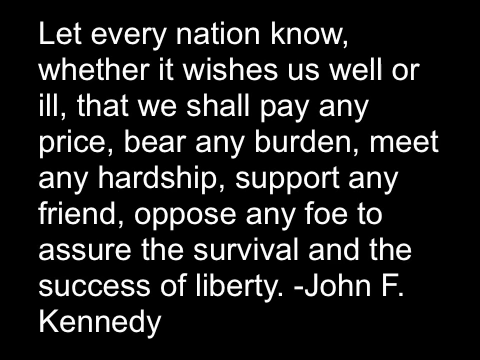 Let every nation know,
whether it wishes us well or
ill, that we shall pay any
price, bear any burden, meet
any hardship, support any
friend, oppose any foe to
assure the survival and the
success of liberty. -John F.
Kennedy